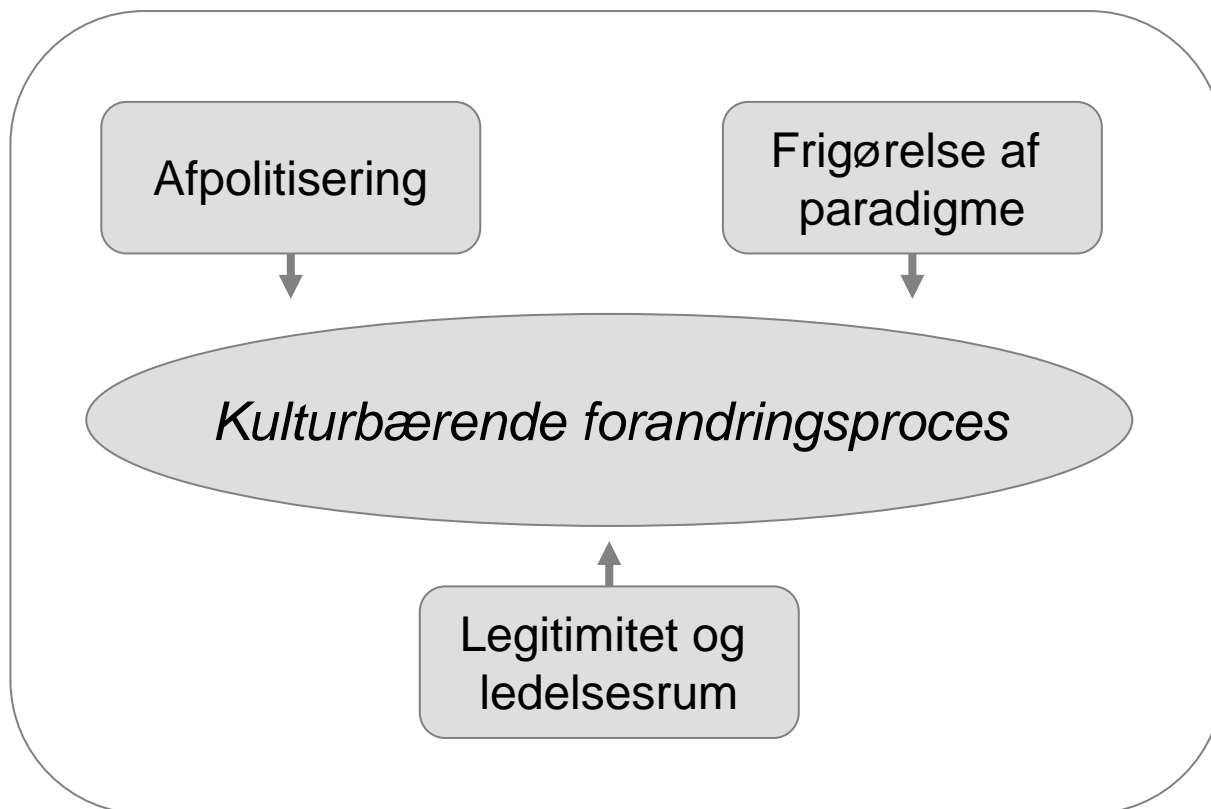 Afpolitisering
Frigørelse af
paradigme
Kulturbærende forandringsproces
Legitimitet og
ledelsesrum